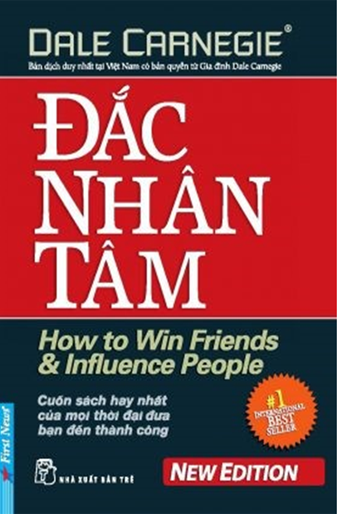 DALE CARNEGIE®
Bản dịch duy nhất tại Việt Nam có bản quyền từ Gia đình Dale Carnegie
ĐẮC
NHÂN
TÂM
How to Win Friends
& Influence People
Cuốn sách hay nhất
của mọi thời đại đưa
bạn đến thành công
#1
INTERNATIONAL
BEST
SELLER
First News
NHÀ XUẤT BẢN TRẺ
NEW EDITION